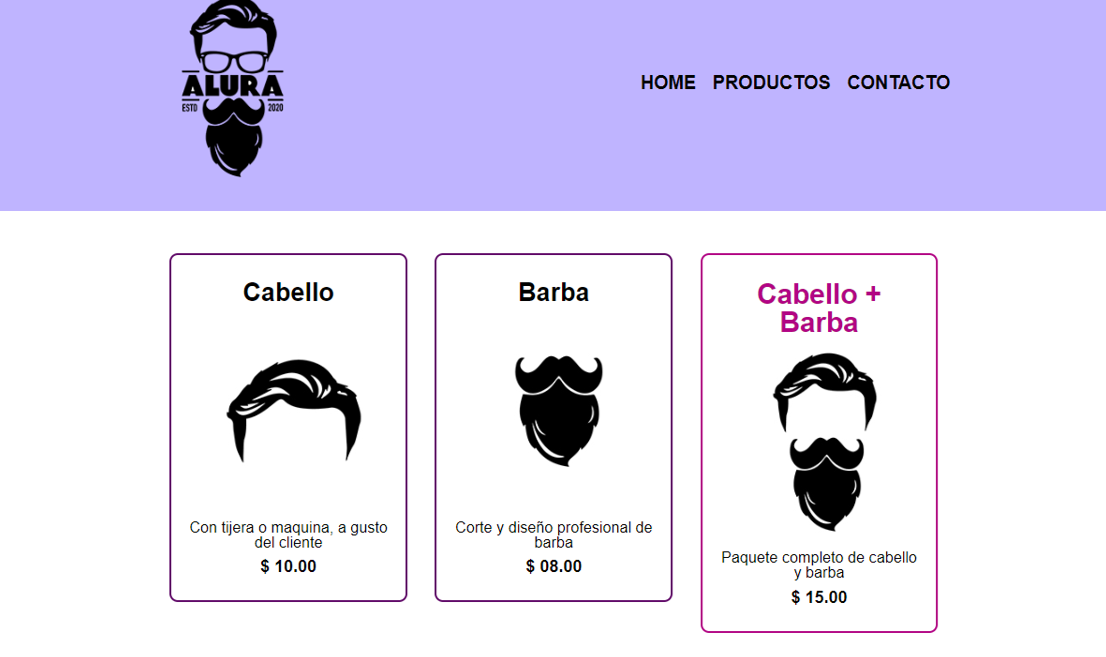 ALURA
ESTD 2020
HOME PRODUCTOS CONTACTO
Cabello
Con tijera o maquina, a gusto
del cliente
$ 10.00
Barba
Corte y diseño profesional de
barba
$ 08.00
Cabello +
Barba
Paquete completo de cabello
y barba
$ 15.00